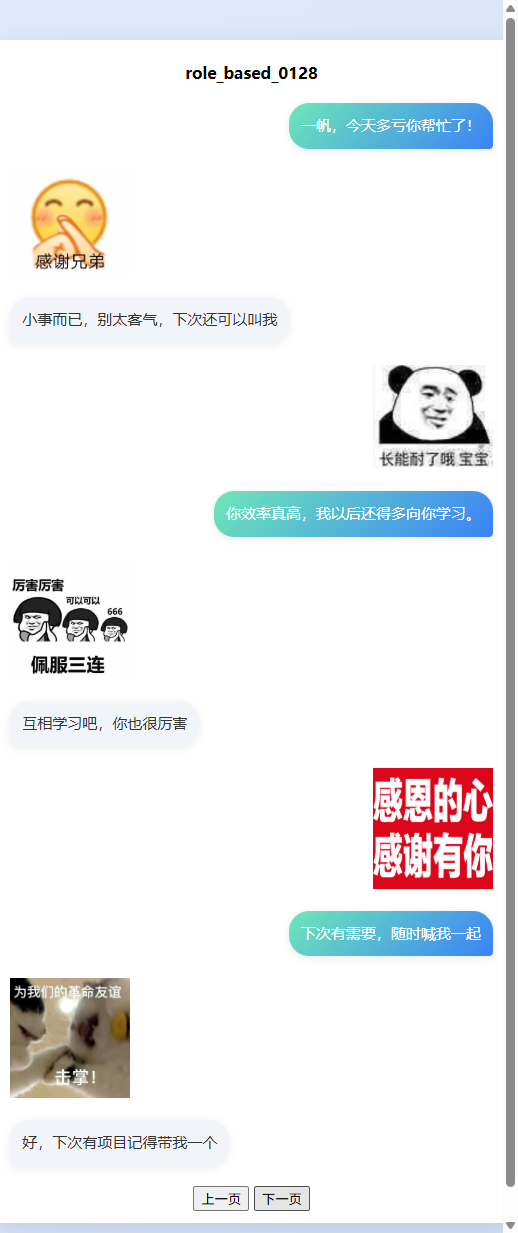 role_based_0128
一帆，今天多亏你帮忙了！
感谢兄弟
小事而已，别太客气，下次还可以叫我
长能耐了哦 宝宝
你效率真高，我以后还得多向你学习。
厉害厉害
可以可以
666
佩服三连
互相学习吧，你也很厉害
感恩的心
感谢有你
下次有需要，随时喊我一起
为我们的革命友谊
击掌！
好，下次有项目记得带我一个
上一页 下一页